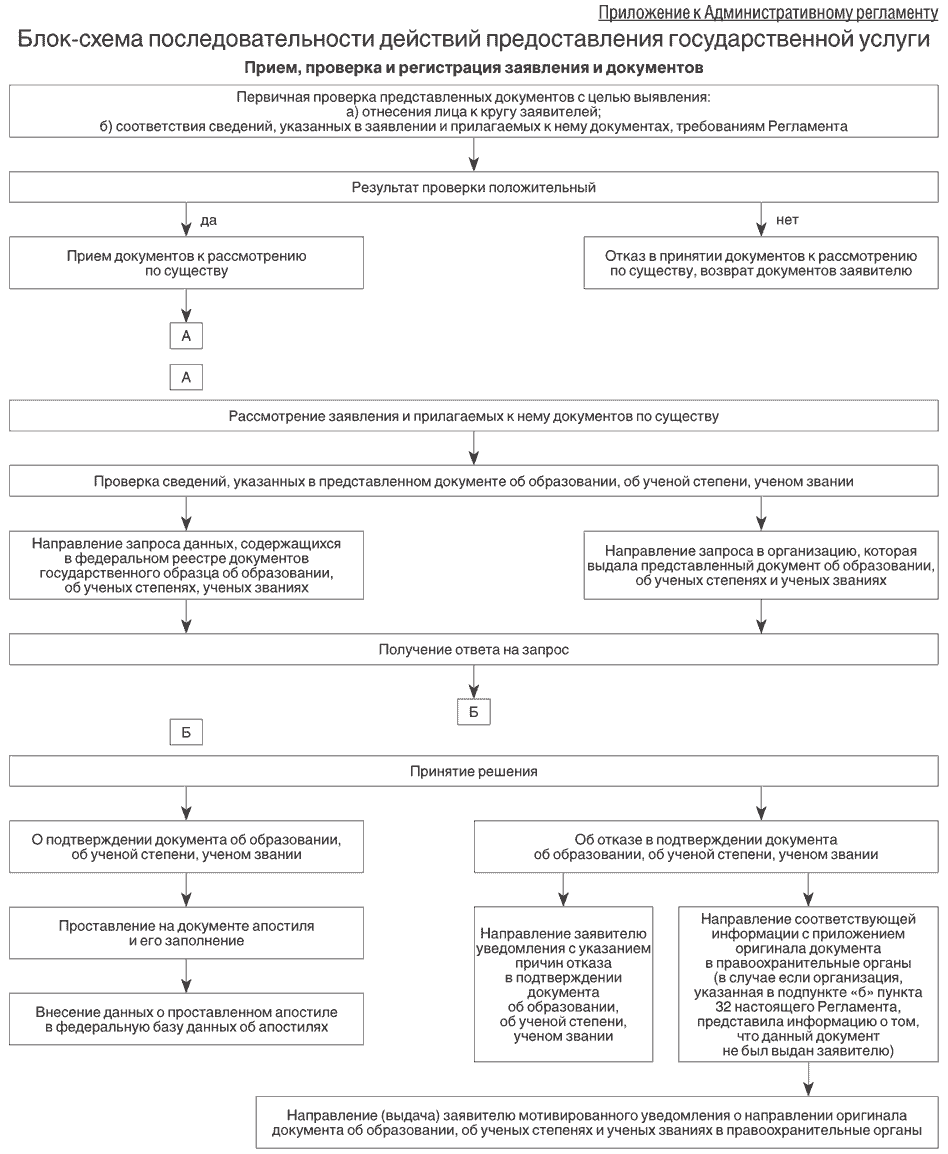 Приложение к Административному регламенту
Блок-схема последовательности действий предоставления государственной услуги
Прием, проверка и регистрация заявления и документов
Первичная проверка представленных документов с целью выявления:
а) отнесения лица к кругу заявителей;
б) соответствия сведений, указанных в заявлении и прилагаемых к нему документах, требованиям Регламента
Результат проверки положительный
да
нет
Прием документов к рассмотрению
по существу
Отказ в принятии документов к рассмотрению
по существу, возврат документов заявителю
А
А
Рассмотрение заявления и прилагаемых к нему документов по существу
Проверка сведений, указанных в представленном документе об образовании, об ученой степени, ученом звании
Направление запроса данных, содержащихся
в федеральном реестре документов
государственного образца об образовании,
об ученых степенях, ученых званиях
Направление запроса в организацию, которая
выдала представленный документ об образовании,
об ученых степенях и ученых званиях
Получение ответа на запрос
Б
Б
Принятие решения
О подтверждении документа об образовании,
об ученой степени, ученом звании
Об отказе в подтверждении документа
об образовании, об ученой степени, ученом звании
Проставление на документе апостиля
и его заполнение
Внесение данных о проставленном апостиле
в федеральную базу данных об апостилях
Направление заявителю
уведомления с указанием
причин отказа
в подтверждении
документа
об образовании,
об ученой степени,
ученом звании
Направление соответствующей
информации с приложением
оригинала документа
в правоохранительные органы
(в случае если организация,
указанная в подпункте «б» пункта
32 настоящего Регламента,
представила информацию о том,
что данный документ
не был выдан заявителю)
Направление (выдача) заявителю мотивированного уведомления о направлении оригинала
документа об образовании, об ученых степенях и ученых званиях в правоохранительные органы